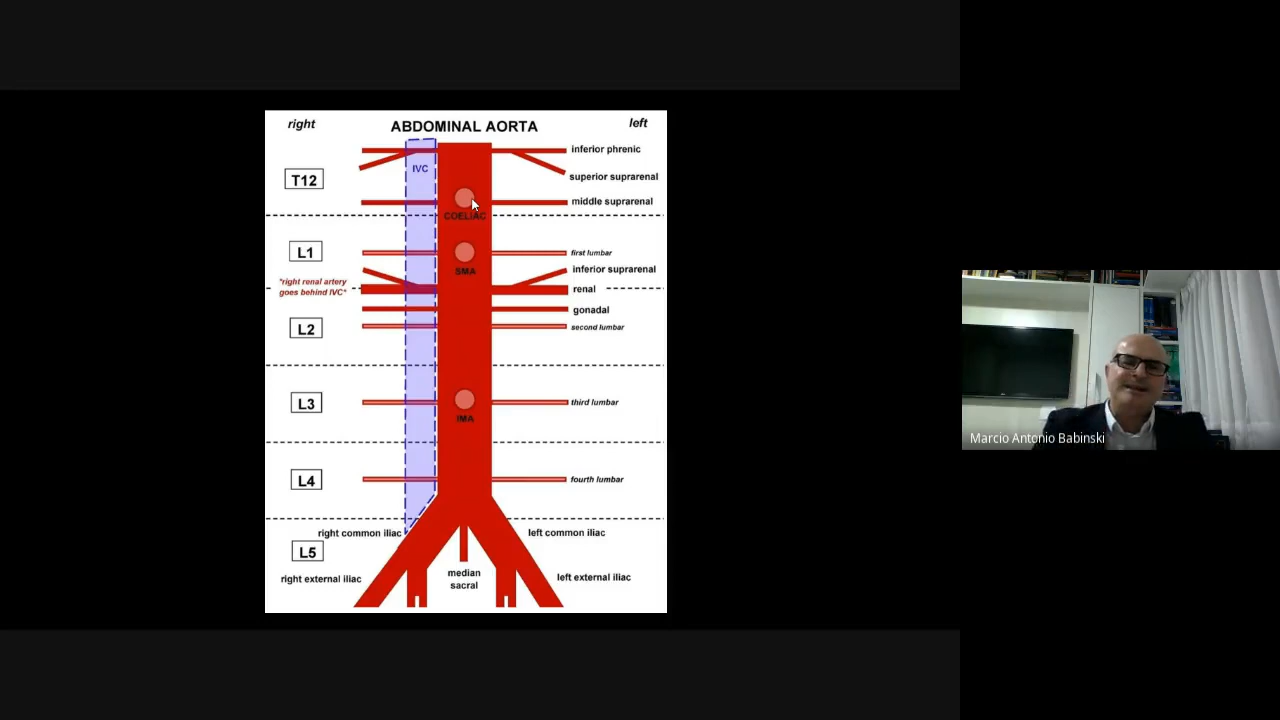 right
ABDOMINAL AORTA
left
inferior phrenic
IVC
T12
superior suprarenal
middle suprarenal
COELIAC
L1
first lumbar
SMA
inferior suprarenal
*right renal artery
goes behind IVC*
renal
gonadal
L2
second lumbar
L3
third lumbar
IMA
L4
fourth lumbar
right common iliac
left common iliac
L5
median
sacral
right external iliac
left external iliac
Marcio Antonio Babinski